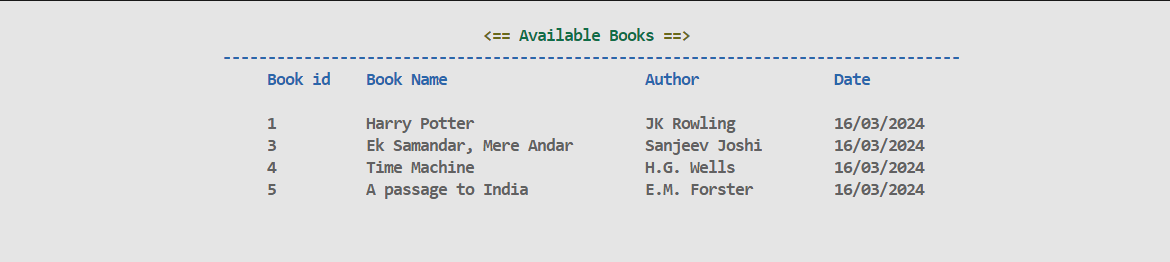 <== Available Books ==>
---------------------------------------------------------------------------------
Book id    Book Name                      Author               Date
1          Harry Potter                   JK Rowling           16/03/2024
3          Ek Samandar, Mere Andar        Sanjeev Joshi        16/03/2024
4          Time Machine                   H.G. Wells           16/03/2024
5          A passage to India             E.M. Forster         16/03/2024